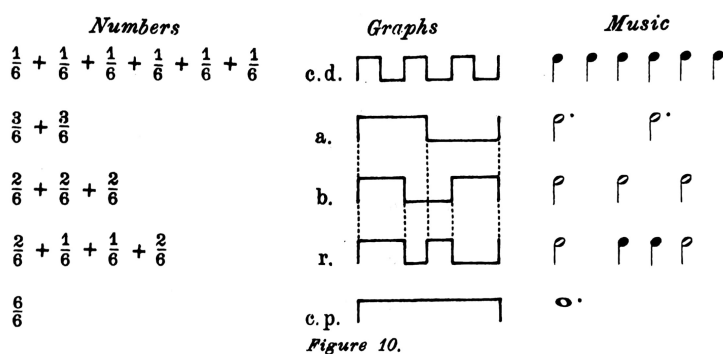 Numbers Graphs Music
1/6 + 1/6 + 1/6 + 1/6 + 1/6 + 1/6 c.d.
3/6 + 3/6 a.
2/6 + 2/6 + 2/6 b.
2/6 + 1/6 + 1/6 + 2/6 r.
6/6 c.p.
Figure 10.